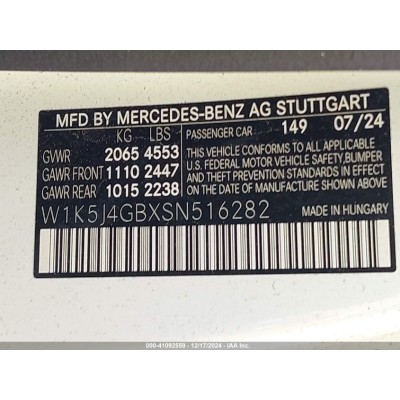 MFD BY MERCEDES-BENZ AG STUTTGART
KG LBS PASSENGER CAR 149 07/24
GVWR 2065 4553
GAWR FRONT 1110 2447
GAWR REAR 1015 2238
THIS VEHICLE CONFORMS TO ALL APPLICABLE
U.S. FEDERAL MOTOR VEHICLE SAFETY, BUMPER
AND THEFT PREVENTION STANDARDS IN EFFECT
ON THE DATE OF MANUFACTURE SHOWN ABOVE.
W1K5J4GBXSN516282 MADE IN HUNGARY
000-41092559 | 12/17/2024 | IAA Inc.